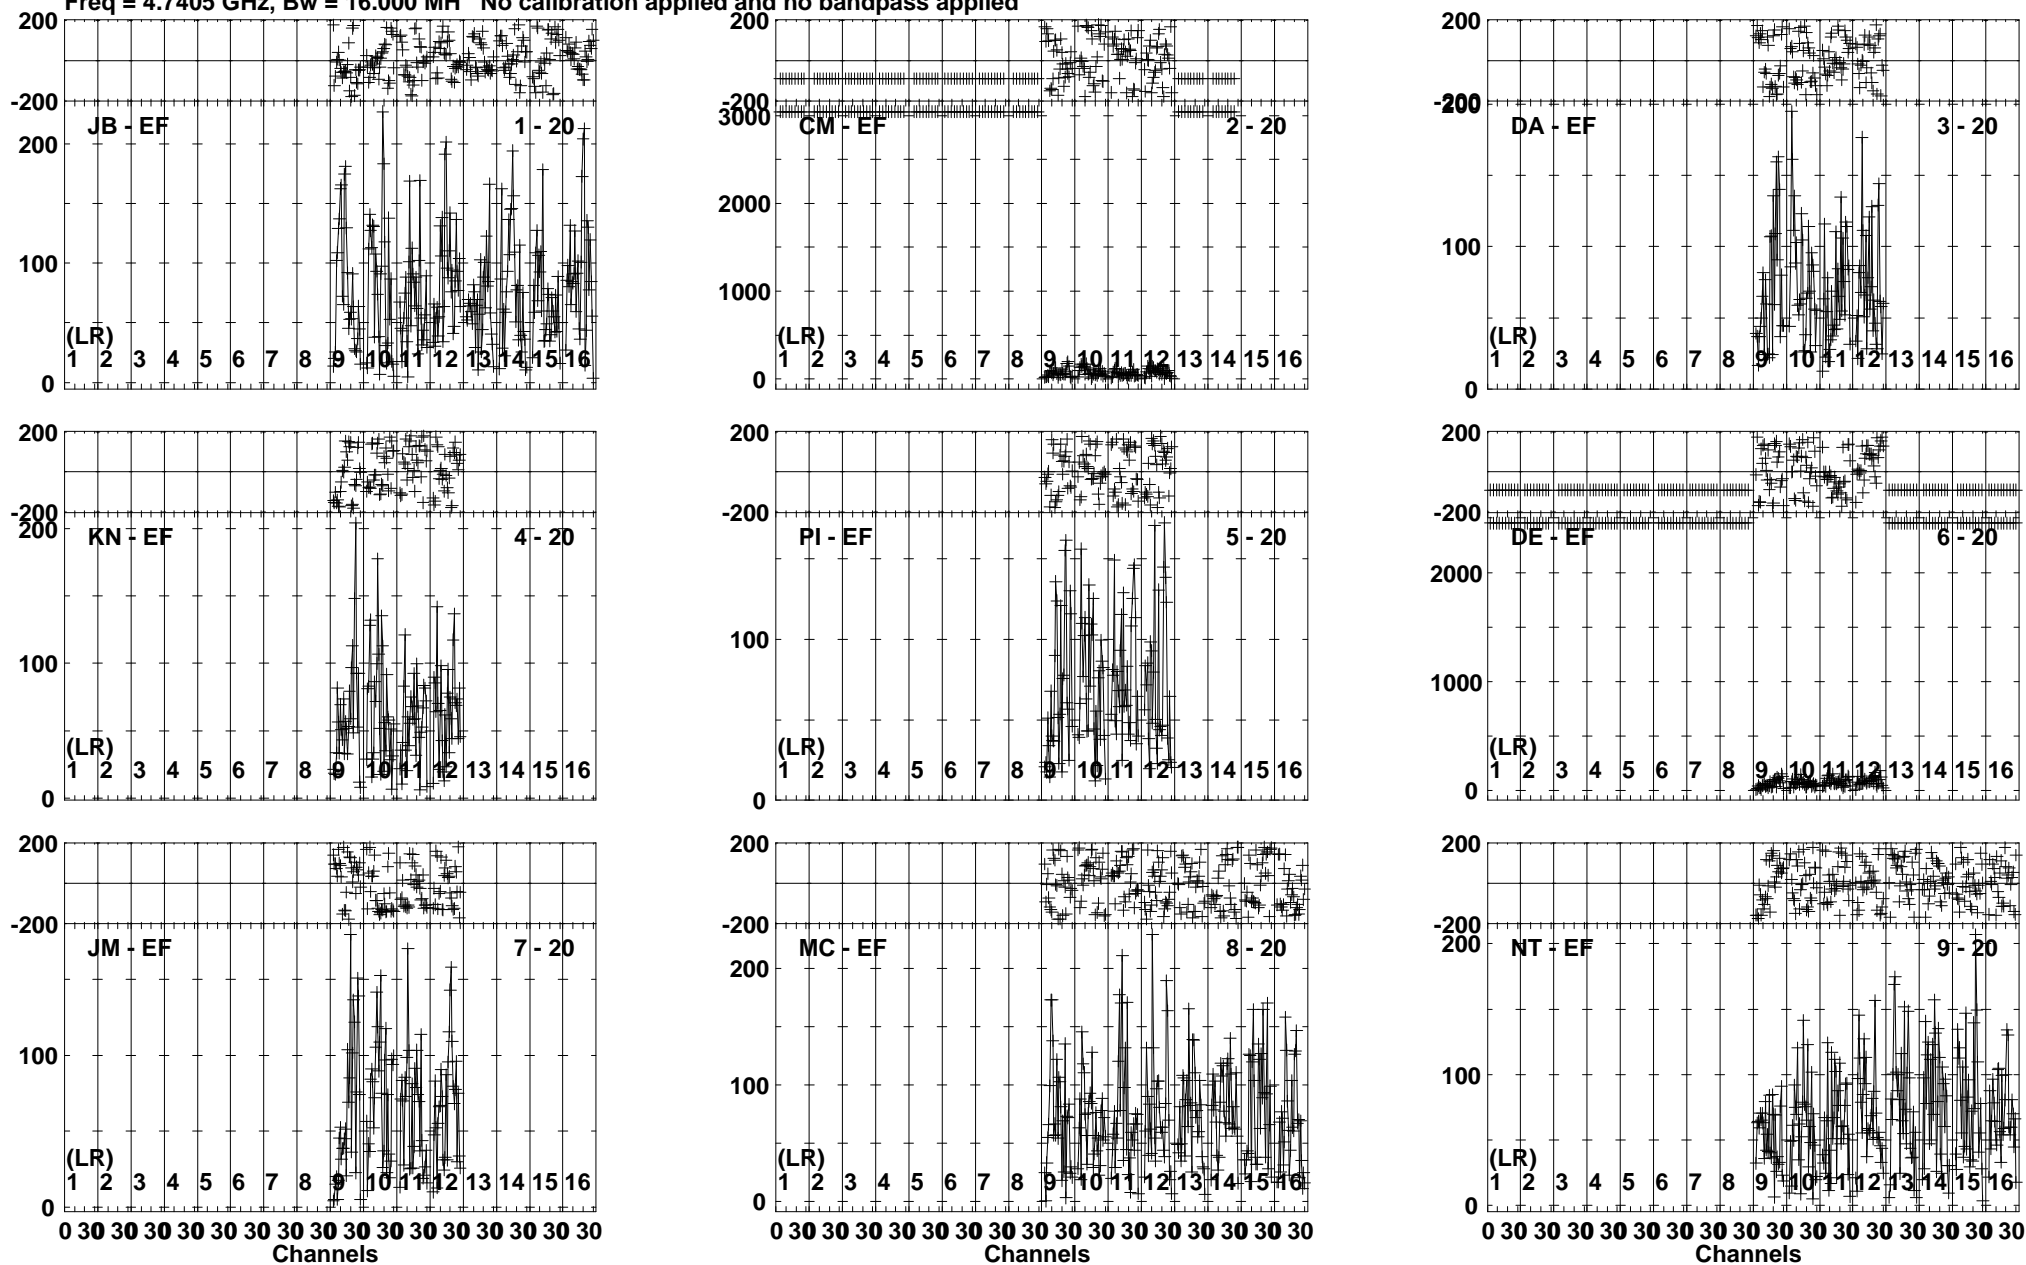 Freq = 4.7405 GHz, Bw = 16.000 MH No calibration applied and no bandpass applied
200
-200
JB - EF 1 - 20
200
100
0
(LR)
1 2 3 4 5 6 7 8 9 10 11 12 13 14 15 16
200
-200
3000
CM - EF 2 - 20
2000
1000
0
(LR)
1 2 3 4 5 6 7 8 9 10 11 12 13 14 15 16
200
-200
200
DA - EF 3 - 20
100
0
(LR)
1 2 3 4 5 6 7 8 9 10 11 12 13 14 15 16
200
-200
200
KN - EF 4 - 20
100
0
(LR)
1 2 3 4 5 6 7 8 9 10 11 12 13 14 15 16
200
-200
PI - EF 5 - 20
100
0
(LR)
1 2 3 4 5 6 7 8 9 10 11 12 13 14 15 16
200
-200
DE - EF 6 - 20
2000
1000
0
(LR)
1 2 3 4 5 6 7 8 9 10 11 12 13 14 15 16
200
-200
JM - EF 7 - 20
100
0
(LR)
1 2 3 4 5 6 7 8 9 10 11 12 13 14 15 16
0 30 30 30 30 30 30 30 30 30 30 30 30 30 30 30 30
Channels
200
-200
MC - EF 8 - 20
200
100
0
(LR)
1 2 3 4 5 6 7 8 9 10 11 12 13 14 15 16
0 30 30 30 30 30 30 30 30 30 30 30 30 30 30 30 30
Channels
200
-200
200
NT - EF 9 - 20
100
0
(LR)
1 2 3 4 5 6 7 8 9 10 11 12 13 14 15 16
0 30 30 30 30 30 30 30 30 30 30 30 30 30 30 30 30
Channels